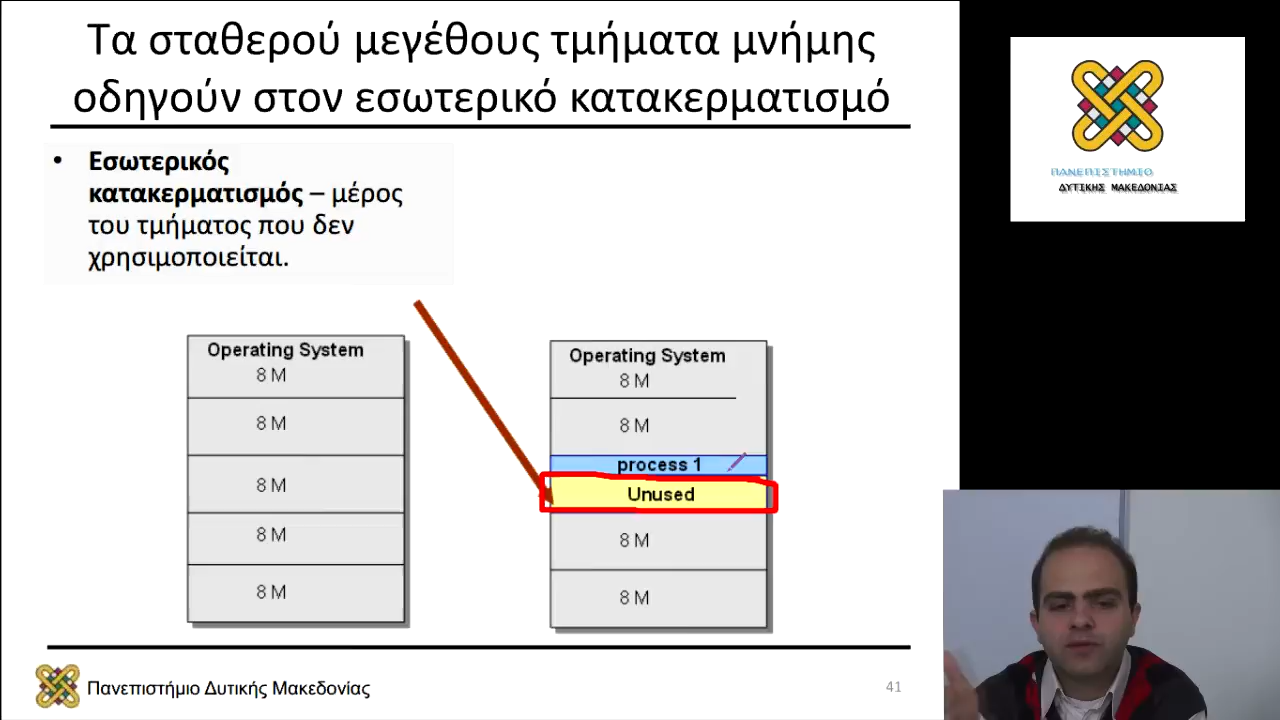 Τα σταθερού μεγέθους τμήματα μνήμης
οδηγούν στον εσωτερικό κατακερματισμό
• Εσωτερικός
κατακερματισμός – μέρος
του τμήματος που δεν
χρησιμοποιείται.
Operating System
8 M
8 M
8 M
8 M
8 M
Operating System
8 M
8 M
process 1
Unused
8 M
8 M
Πανεπιστήμιο Δυτικής Μακεδονίας
41
ΠΑΝΕΠΙΣΤΗΜΙΟ
ΔΥΤΙΚΗΣ ΜΑΚΕΔΟΝΙΑΣ